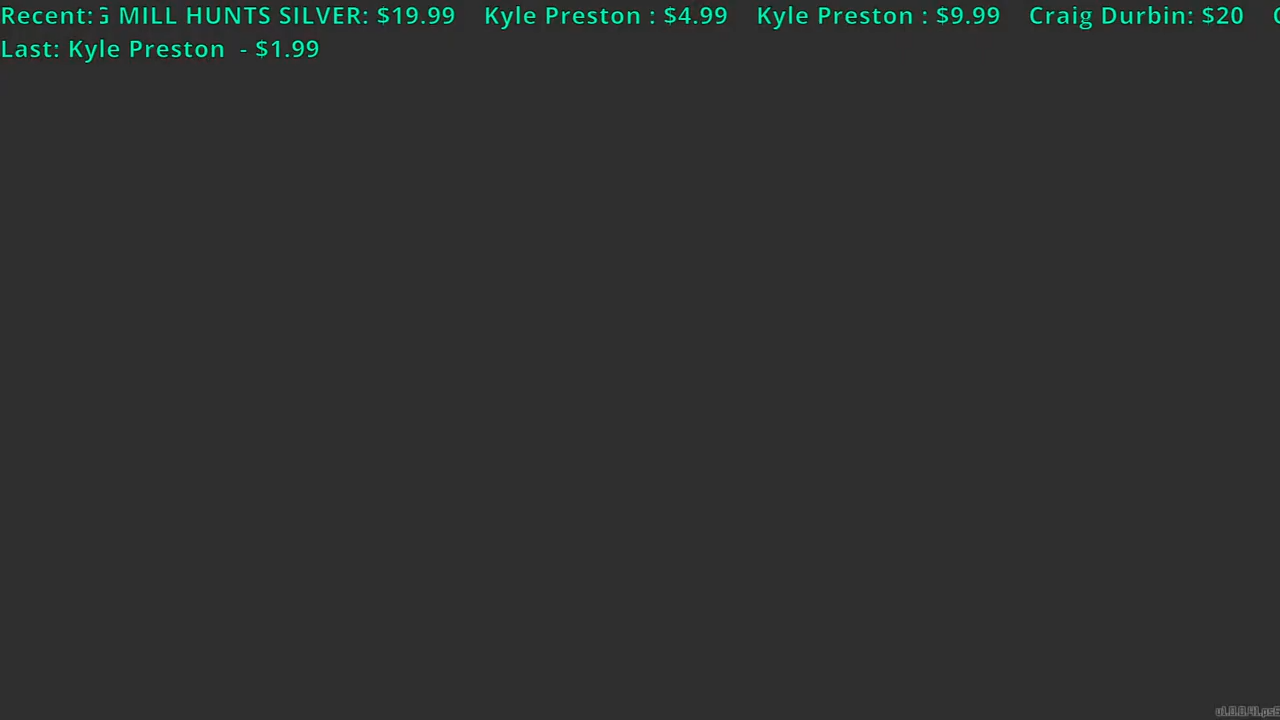 Recent: MILL HUNTS SILVER: $19.99 Kyle Preston : $4.99 Kyle Preston : $9.99 Craig Durbin: $20
Last: Kyle Preston - $1.99